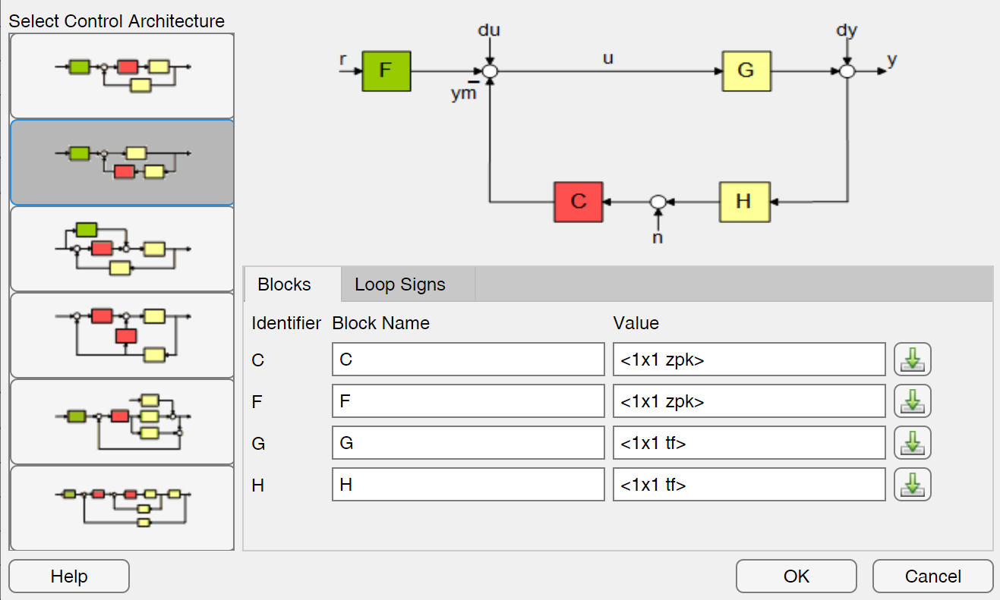 Select Control Architecture
du
dy
r
F
u
G
y
ym
C
H
n
Blocks Loop Signs
Identifier Block Name Value
C C <1x1 zpk>
F F <1x1 zpk>
G G <1x1 tf>
H H <1x1 tf>
Help OK Cancel